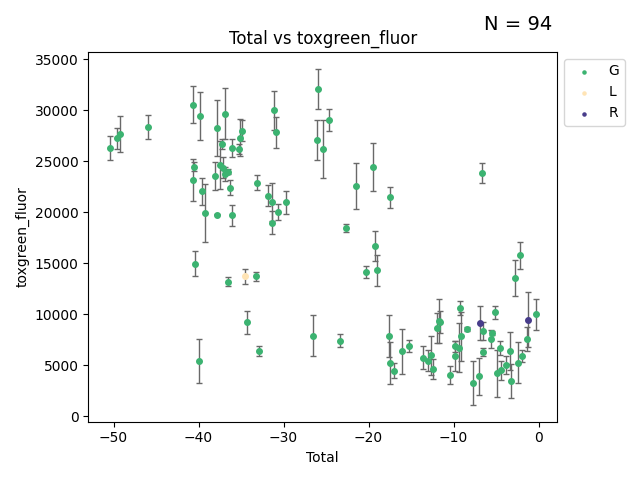 N = 94
Total vs toxgreen_fluor
G
L
R
toxgreen_fluor
35000
30000
25000
20000
15000
10000
5000
0
−50 −40 −30 −20 −10 0
Total